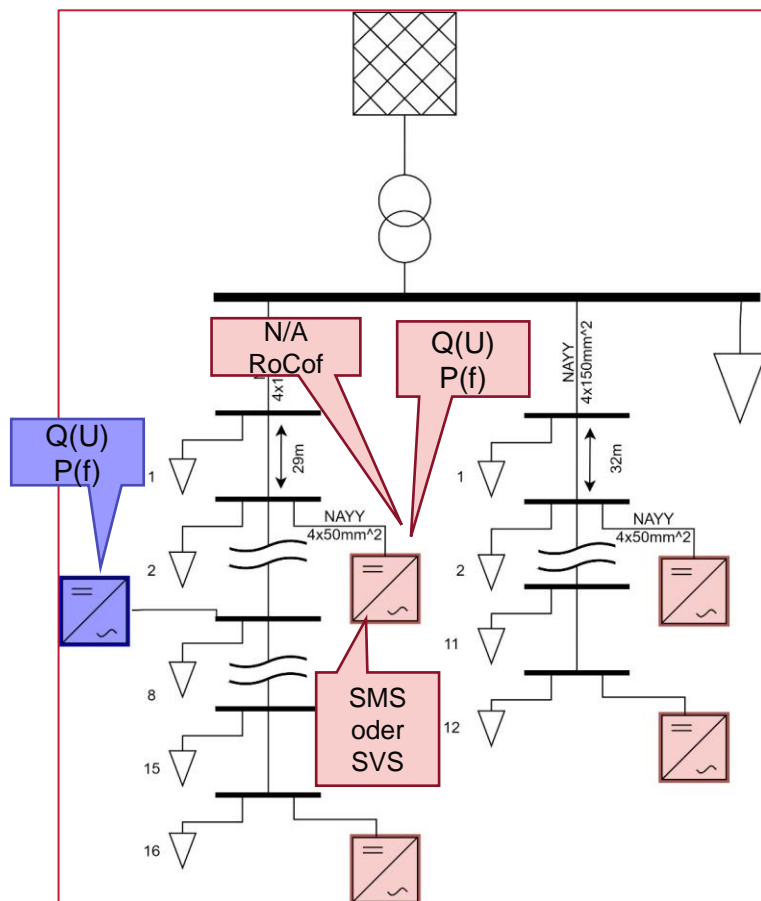 N/A
RoCof
Q(U)
P(f)
4x1
NAYY
4x150mm^2
Q(U)
P(f)
1
29m
1
32m
NAYY
4x50mm^2
NAYY
4x50mm^2
2
2
8
11
SMS
oder
SVS
15
12
16